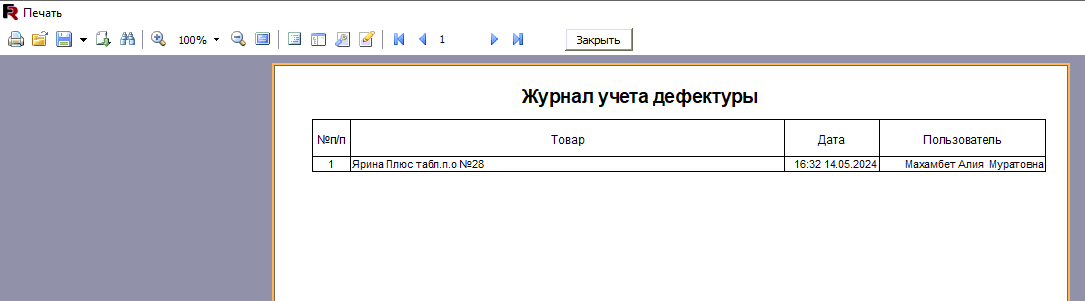 Печать
100%
1
Закрыть
Журнал учета дефектуры
№п/п Товар Дата Пользователь
1 Ярина Плюс табл.п.о №28 16:32 14.05.2024 Махамбет Алия Муратовна